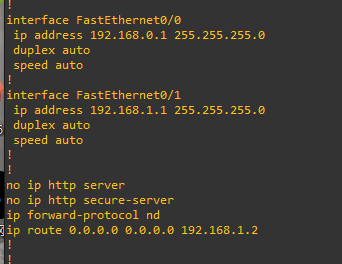 !
interface FastEthernet0/0
ip address 192.168.0.1 255.255.255.0
duplex auto
speed auto
!
interface FastEthernet0/1
ip address 192.168.1.1 255.255.255.0
duplex auto
speed auto
!
!
no ip http server
no ip http secure-server
ip forward-protocol nd
ip route 0.0.0.0 0.0.0.0 192.168.1.2
!
!